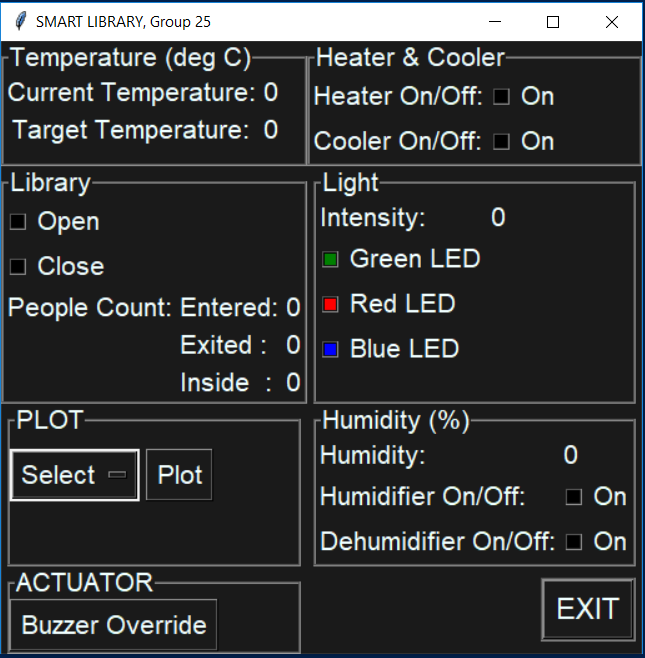 SMART LIBRARY, Group 25
Temperature (deg C)
Current Temperature: 0
Target Temperature: 0
Heater & Cooler
Heater On/Off: On
Cooler On/Off: On
Library
Open
Close
People Count: Entered: 0
Exited : 0
Inside : 0
Light
Intensity: 0
Green LED
Red LED
Blue LED
PLOT
Select
Plot
Humidity (%)
Humidity: 0
Humidifier On/Off: On
Dehumidifier On/Off: On
ACTUATOR
Buzzer Override
EXIT